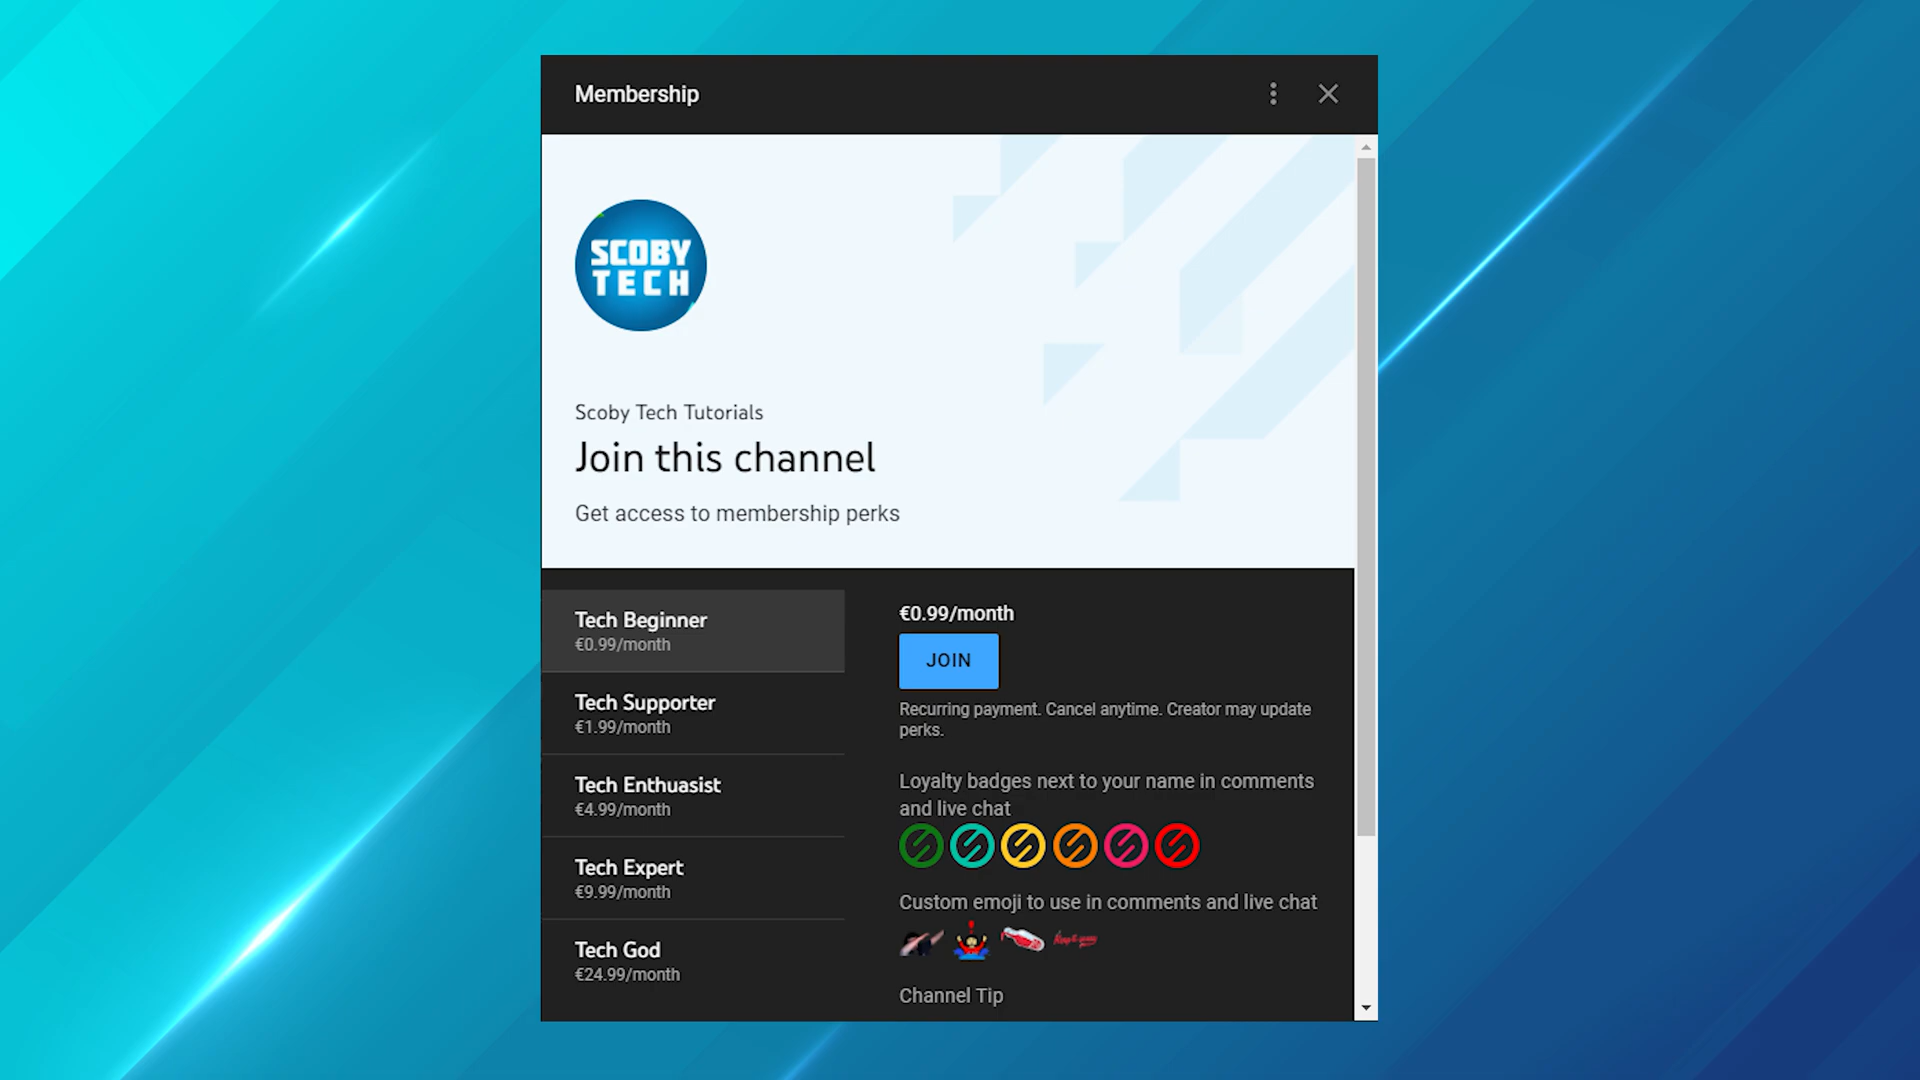 Membership
SCOBY
TECH
Scoby Tech Tutorials
Join this channel
Get access to membership perks
Tech Beginner
€0.99/month
Tech Supporter
€1.99/month
Tech Enthuasist
€4.99/month
Tech Expert
€9.99/month
Tech God
€24.99/month
€0.99/month
JOIN
Recurring payment. Cancel anytime. Creator may update
perks.
Loyalty badges next to your name in comments
and live chat
Custom emoji to use in comments and live chat
Channel Tip